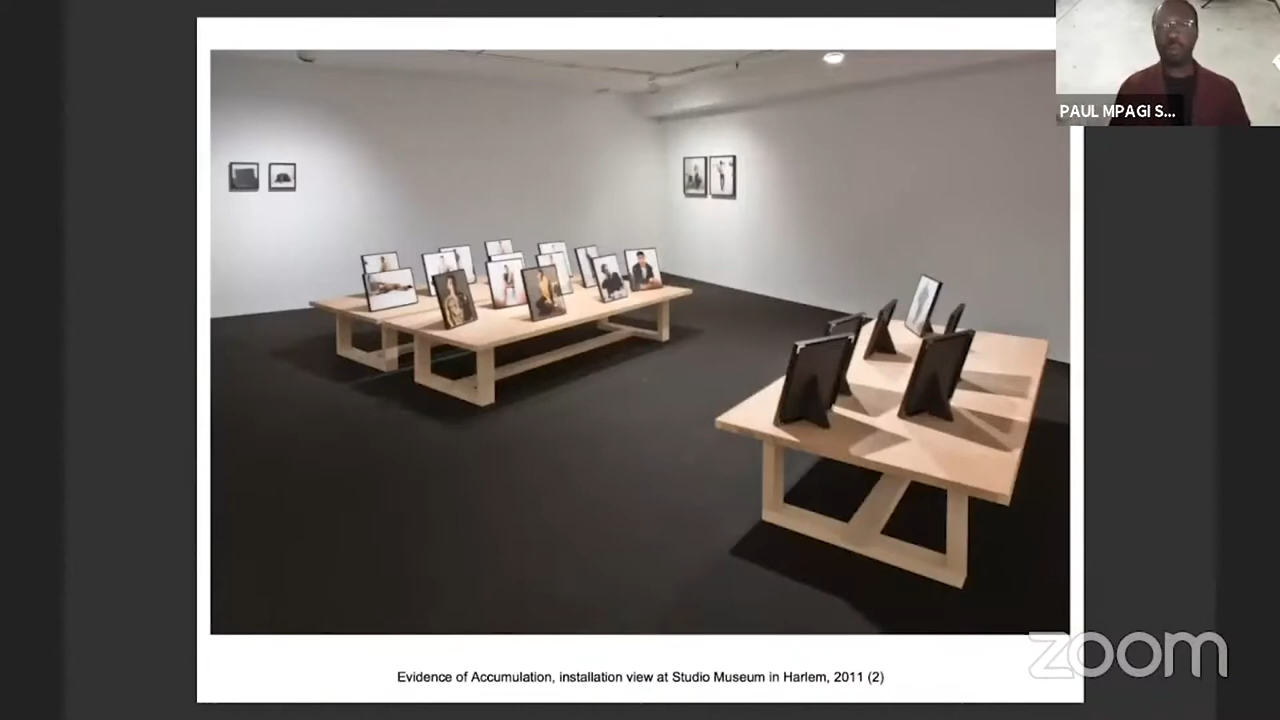 PAUL MPAGI S...
Evidence of Accumulation, installation view at Studio Museum in Harlem, 2011 (2)
zoom